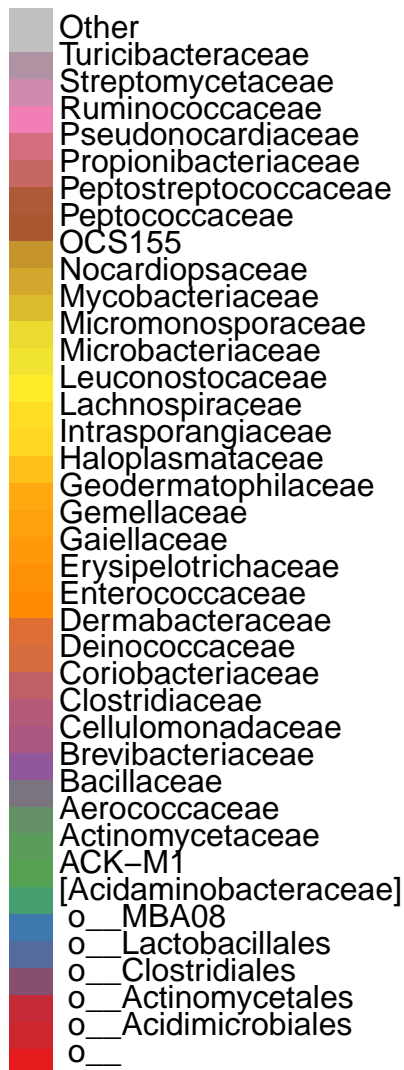 Other
Turicibacteraceae
Streptomycetaceae
Ruminococcaceae
Pseudonocardiaceae
Propionibacteriaceae
Peptostreptococcaceae
Peptococcaceae
OCS155
Nocardiopsaceae
Mycobacteriaceae
Micromonosporaceae
Microbacteriaceae
Leuconostocaceae
Lachnospiraceae
Intrasporangiaceae
Haloplasmataceae
Geodermatophilaceae
Gemellaceae
Gaiellaceae
Erysipelotrichaceae
Enterococcaceae
Dermabacteraceae
Deinococcaceae
Coriobacteriaceae
Clostridiaceae
Cellulomonadaceae
Brevibacteriaceae
Bacillaceae
Aerococcaceae
Actinomycetaceae
ACK−M1
[Acidaminobacteraceae]
o__MBA08
o__Lactobacillales
o__Clostridiales
o__Actinomycetales
o__Acidimicrobiales
o__